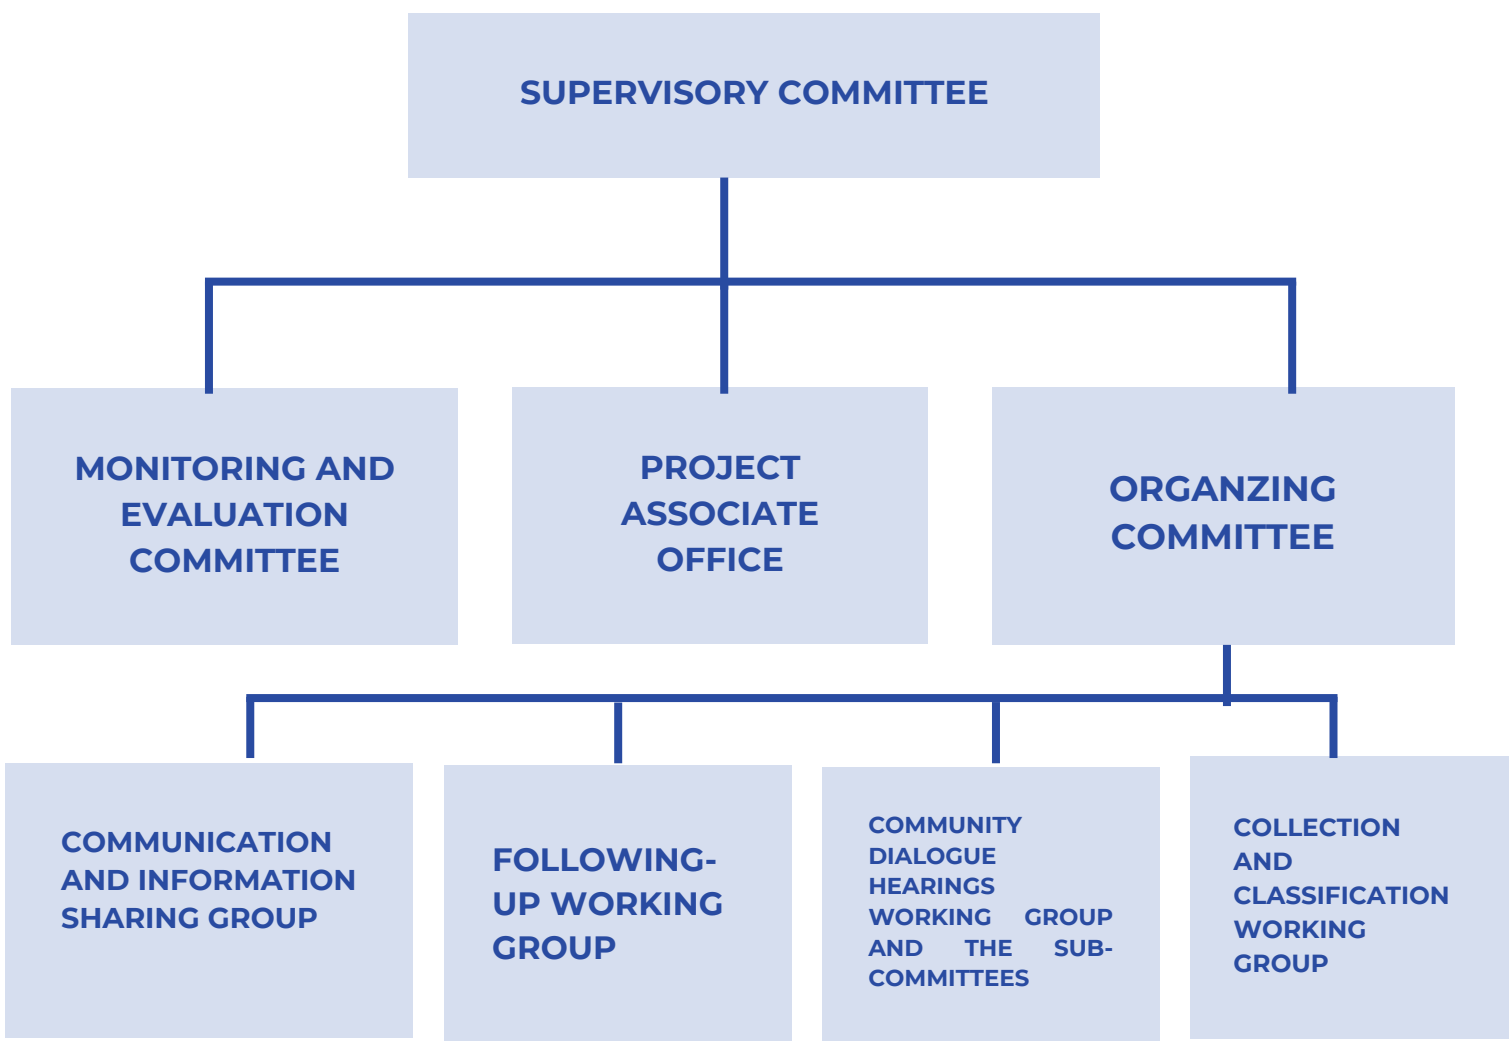 SUPERVISORY COMMITTEE
MONITORING AND
EVALUATION
COMMITTEE
PROJECT
ASSOCIATE
OFFICE
ORGANZING
COMMITTEE
COMMUNICATION
AND INFORMATION
SHARING GROUP
FOLLOWING-
UP WORKING
GROUP
COMMUNITY
DIALOGUE
HEARINGS
WORKING GROUP
AND THE SUB-
COMMITTEES
COLLECTION
AND
CLASSIFICATION
WORKING
GROUP